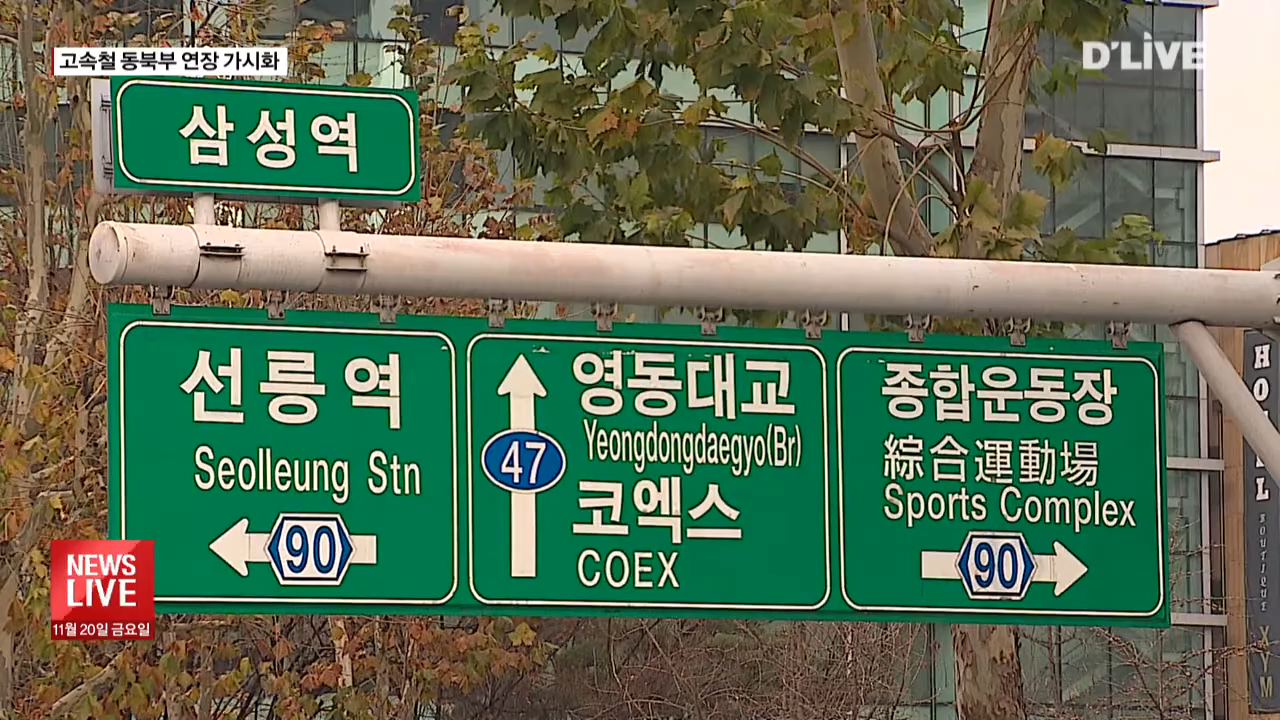 고속철 동북부 연장 가시화
D'LIVE
삼성역
선릉역
Seolleung Stn
90
영동대교
Yeongdongdaegyo(Br)
47
코엑스
COEX
종합운동장
綜合運動場
Sports Complex
90
NEWS
LIVE
11월 20일 금요일
BOUTIQUE